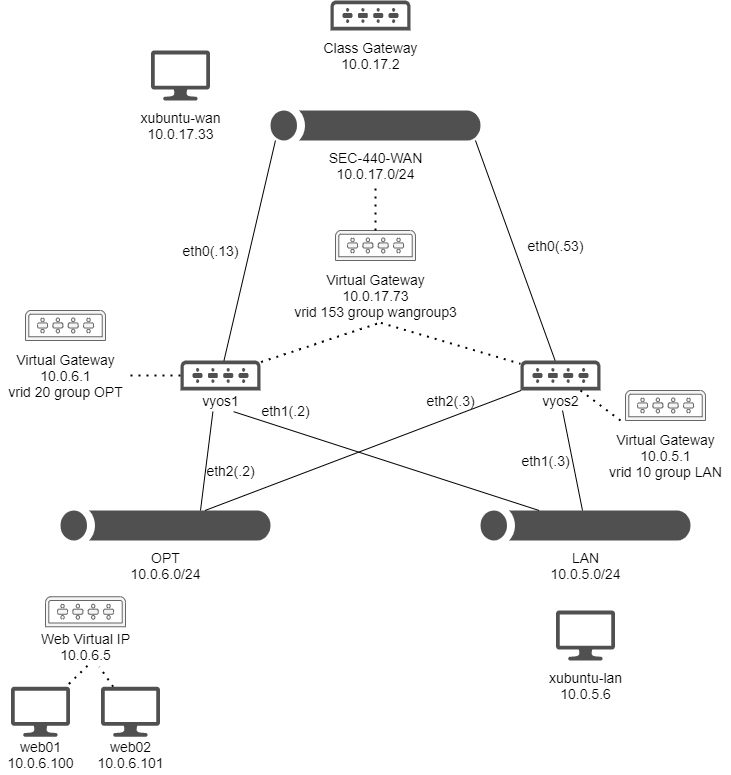 Class Gateway
10.0.17.2
xubuntu-wan
10.0.17.33
SEC-440-WAN
10.0.17.0/24
eth0(.13)
eth0(.53)
Virtual Gateway
10.0.17.73
vrid 153 group wangroup3
Virtual Gateway
10.0.6.1
vrid 20 group OPT
vyos1
vyos2
eth1(.2)
eth2(.3)
Virtual Gateway
10.0.5.1
vrid 10 group LAN
eth2(.2)
eth1(.3)
OPT
10.0.6.0/24
LAN
10.0.5.0/24
Web Virtual IP
10.0.6.5
xubuntu-lan
10.0.5.6
web01
10.0.6.100
web02
10.0.6.101